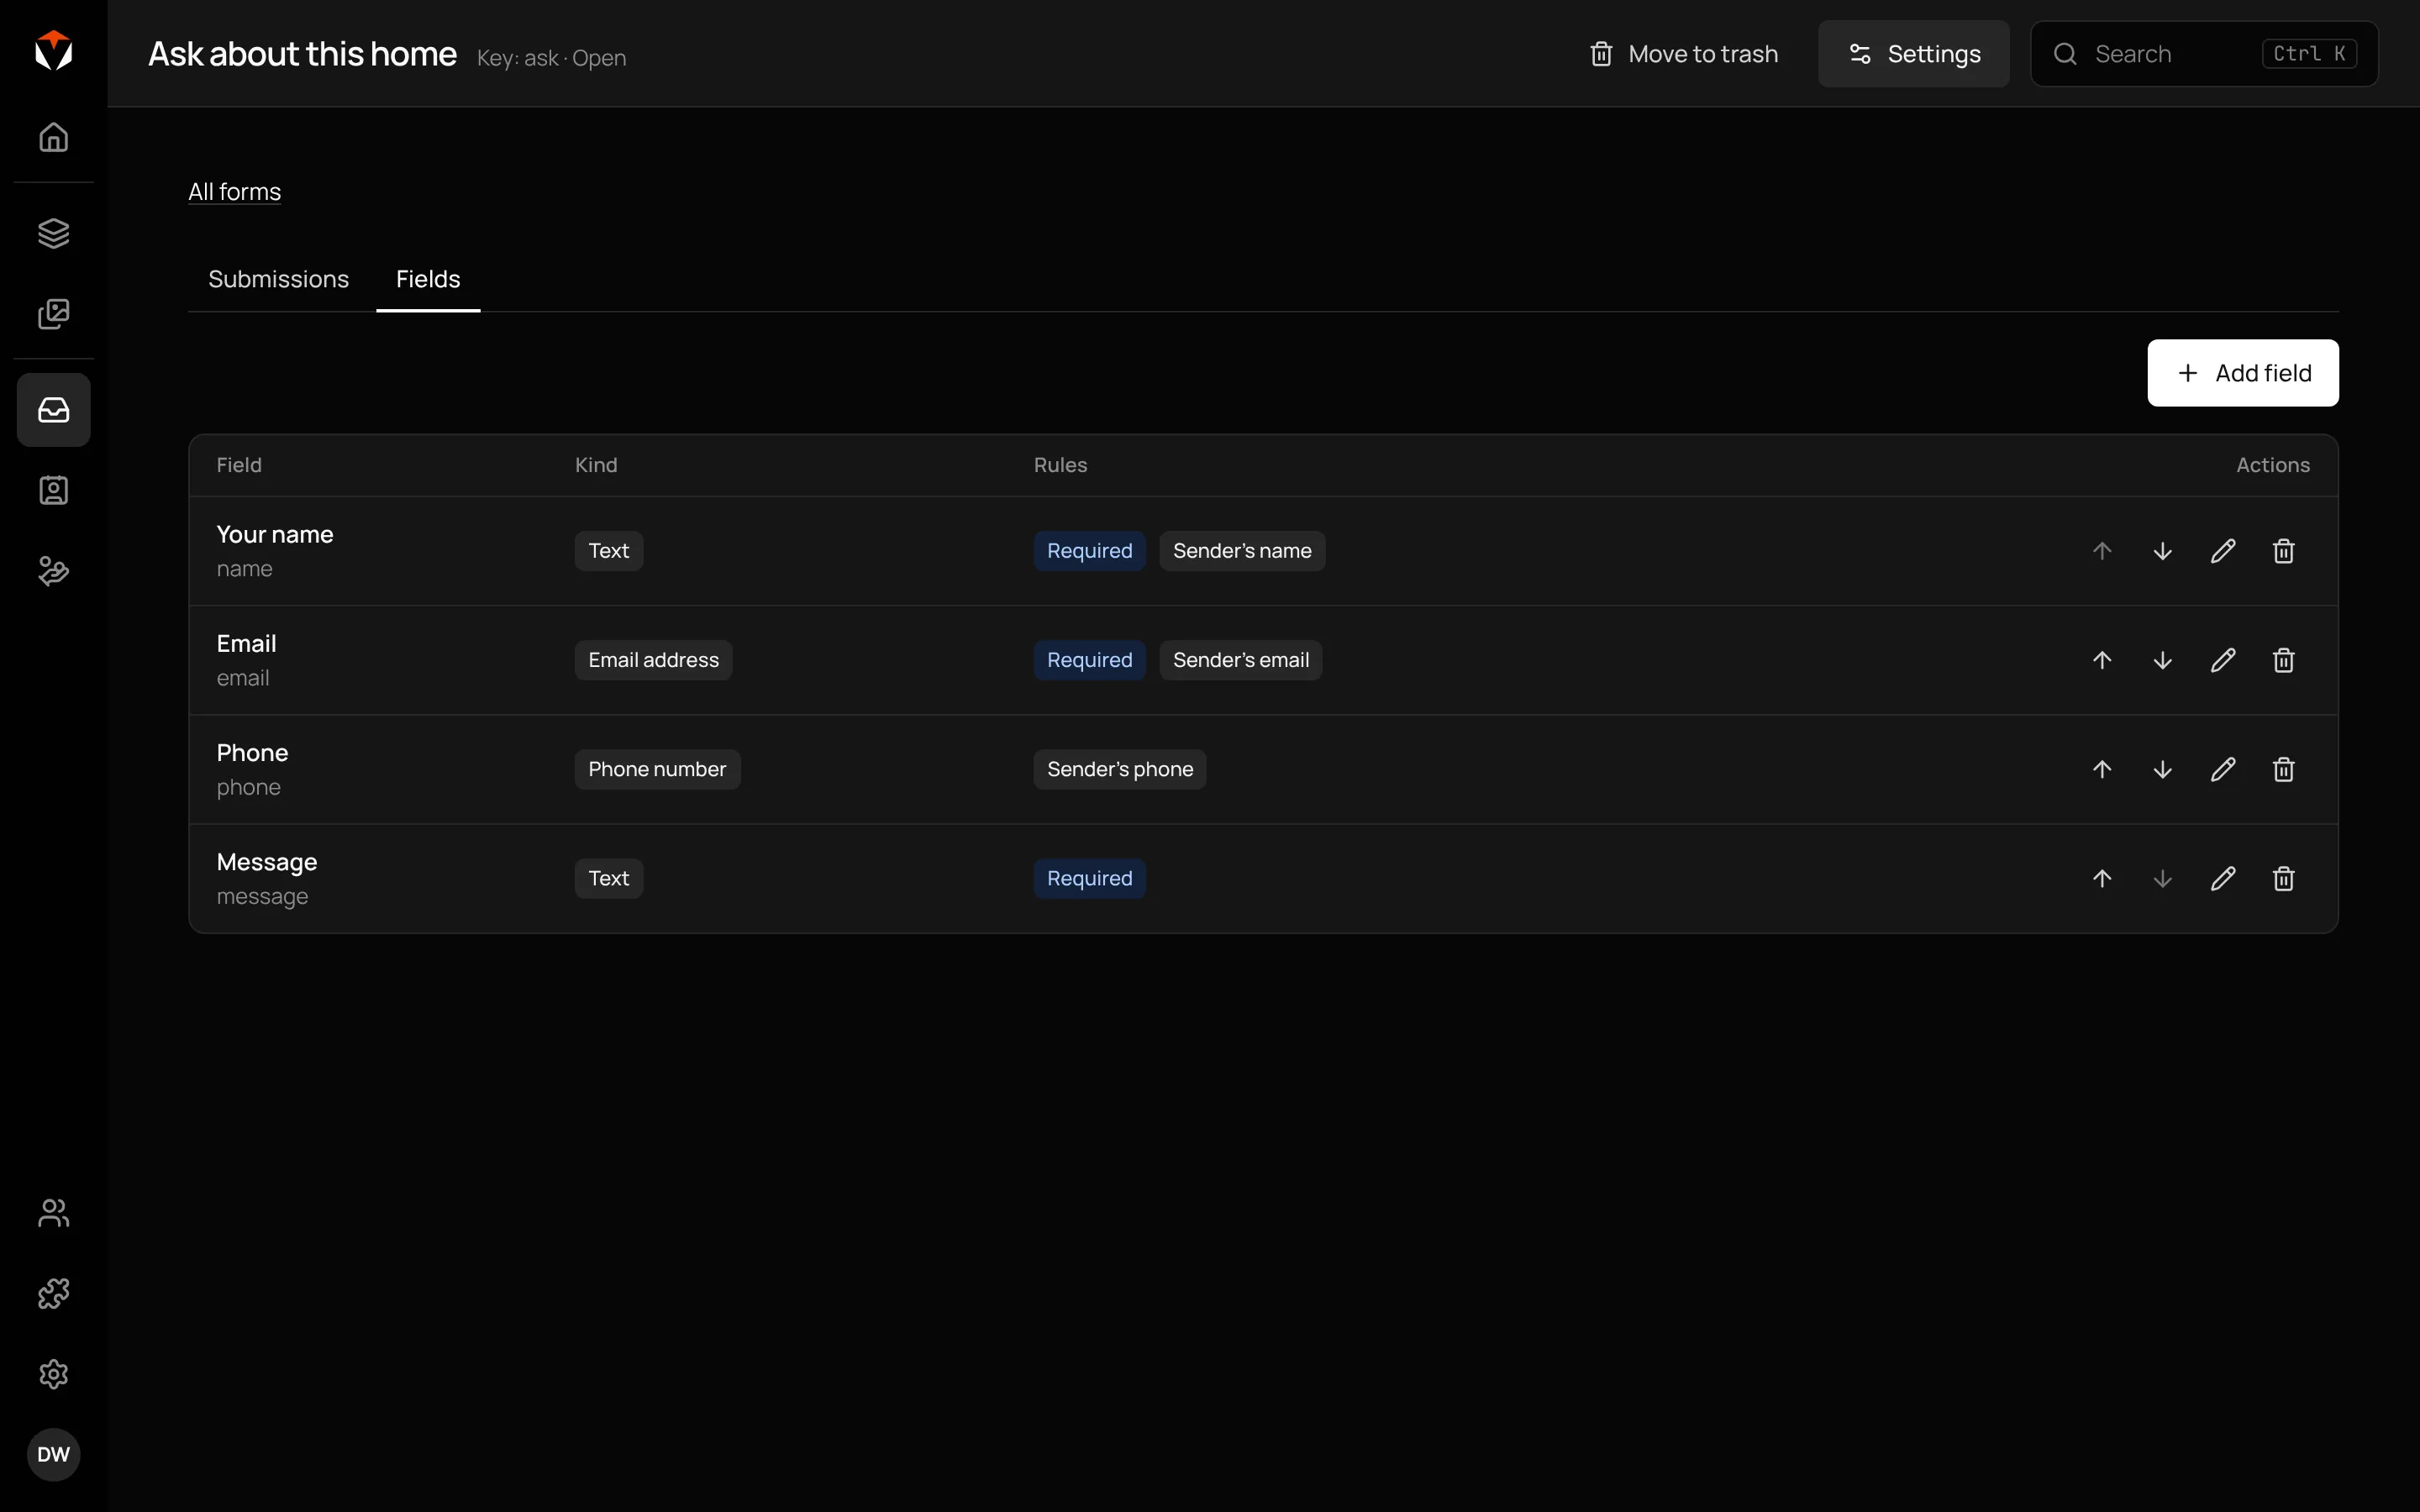 Ask about this home Key: ask · Open
Move to trash
Settings
Search Ctrl K
All forms
Submissions
Fields
Add field
Field Kind Rules Actions
Your name
name
Text
Required Sender's name
Email
email
Email address
Required Sender's email
Phone
phone
Phone number
Sender's phone
Message
message
Text
Required
DW